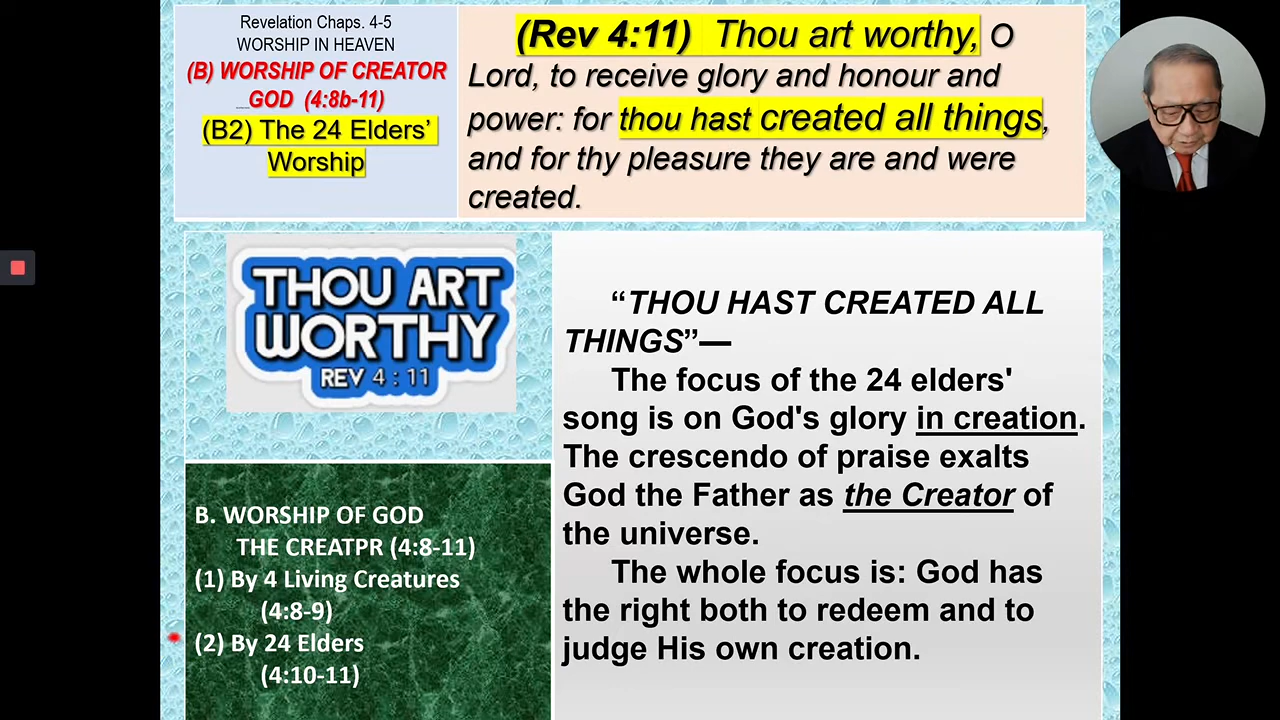 Revelation Chaps. 4-5
WORSHIP IN HEAVEN
(B) WORSHIP OF CREATOR
GOD (4:8b-11)
(B2) The 24 Elders’
Worship
(Rev 4:11) Thou art worthy, O
Lord, to receive glory and honour and
power: for thou hast created all things,
and for thy pleasure they are and were
created.
THOU ART
WORTHY
REV 4:11
B. WORSHIP OF GOD
THE CREATPR (4:8-11)
(1) By 4 Living Creatures
(4:8-9)
(2) By 24 Elders
(4:10-11)
“THOU HAST CREATED ALL
THINGS”—
The focus of the 24 elders'
song is on God's glory in creation.
The crescendo of praise exalts
God the Father as the Creator of
the universe.
The whole focus is: God has
the right both to redeem and to
judge His own creation.